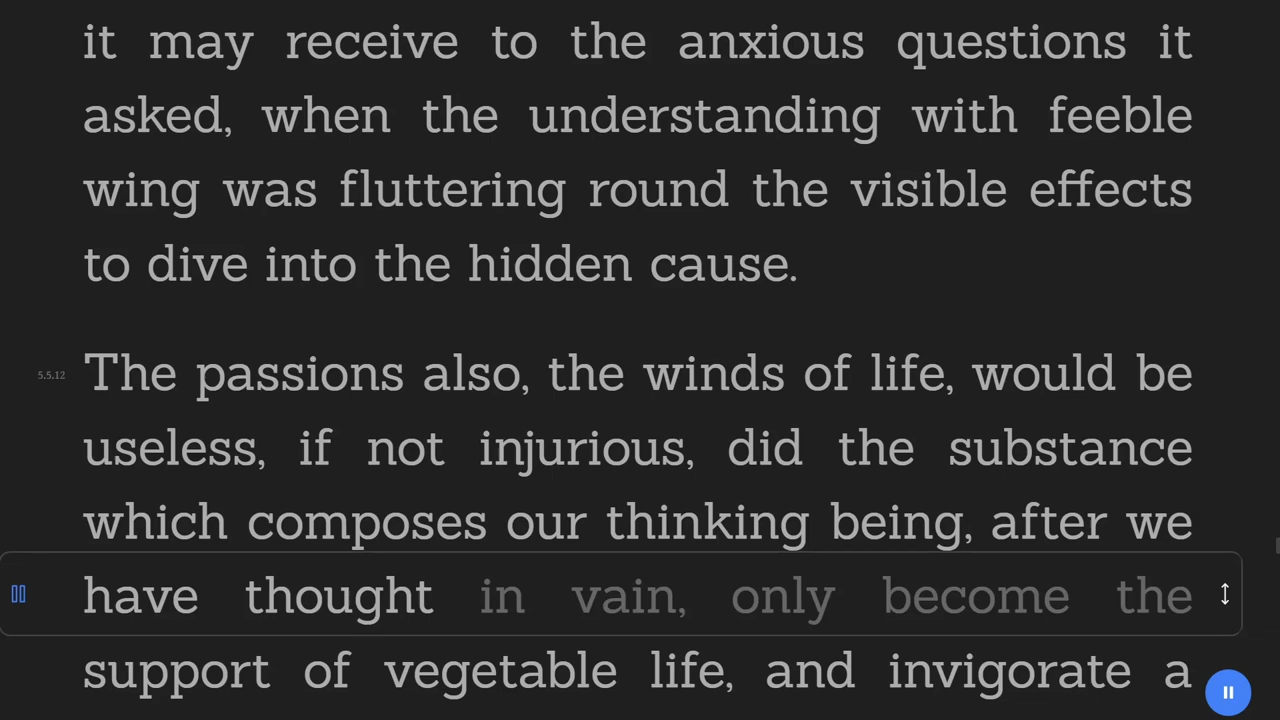 it may receive to the anxious questions it
asked, when the understanding with feeble
wing was fluttering round the visible effects
to dive into the hidden cause.
5.5.12 The passions also, the winds of life, would be
useless, if not injurious, did the substance
which composes our thinking being, after we
have thought in vain, only become the
support of vegetable life, and invigorate a